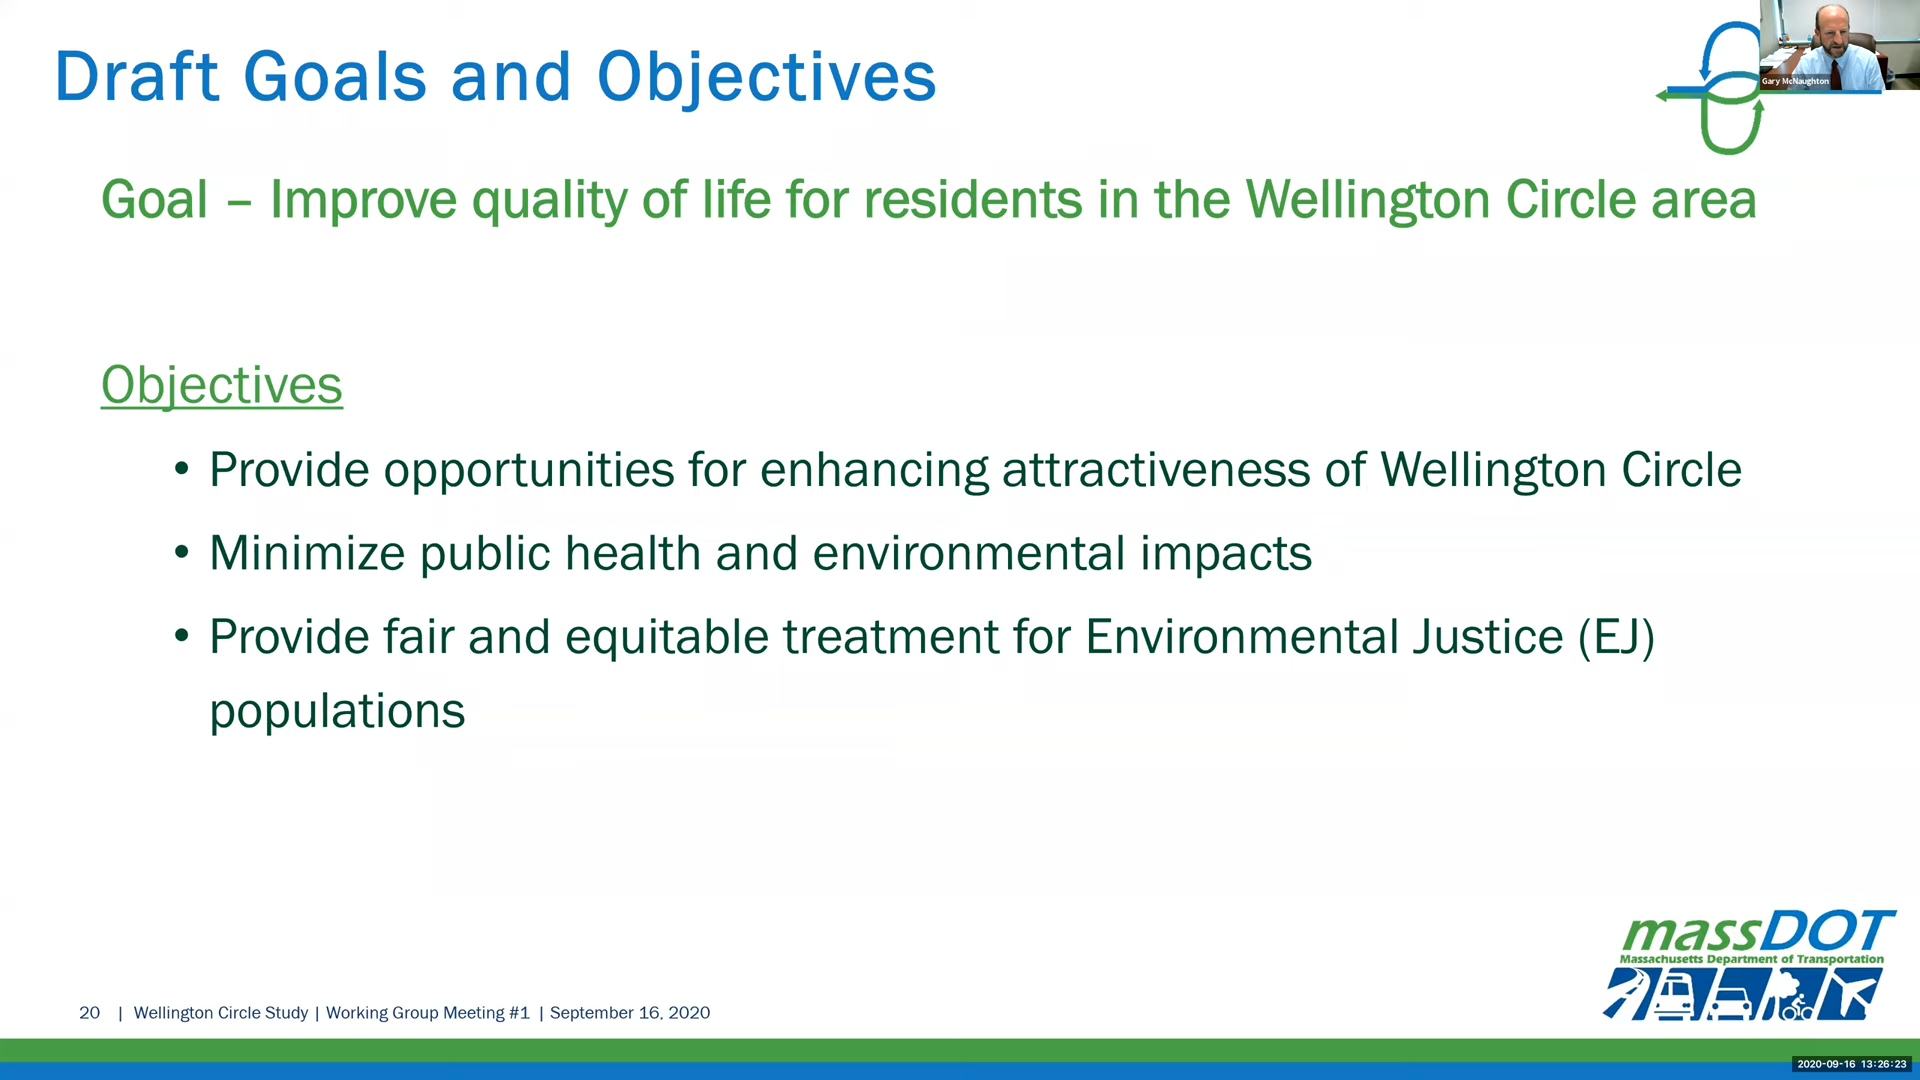 Draft Goals and Objectives
Gary McNaughton
Goal – Improve quality of life for residents in the Wellington Circle area
Objectives
• Provide opportunities for enhancing attractiveness of Wellington Circle
• Minimize public health and environmental impacts
• Provide fair and equitable treatment for Environmental Justice (EJ)
populations
massDOT
Massachusetts Department of Transportation
20 | Wellington Circle Study | Working Group Meeting #1 | September 16, 2020
2020-09-16 13:26:23